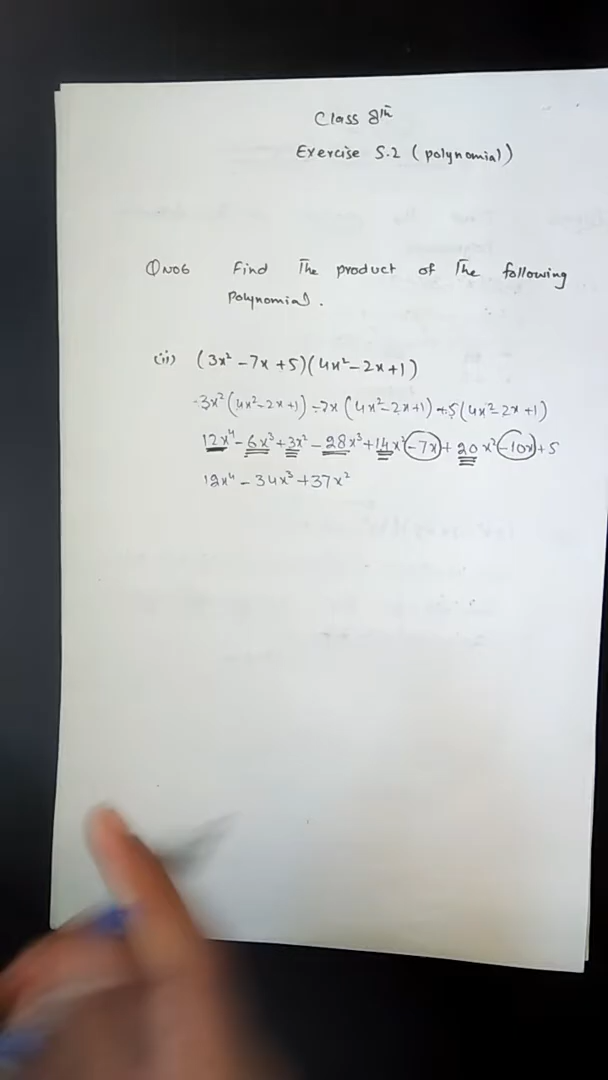 Class 8th
Exercise 5.2 (polynomial)
QNO6 Find The product of The following
Polynomial.
(ii) (3x² - 7x + 5)(4x² - 2x + 1)
3x²(4x² - 2x + 1) - 7x(4x² - 2x + 1) + 5(4x² - 2x + 1)
12x⁴ - 6x³ + 3x² - 28x³ + 14x² - 7x + 20x² - 10x + 5
12x⁴ - 34x³ + 37x²